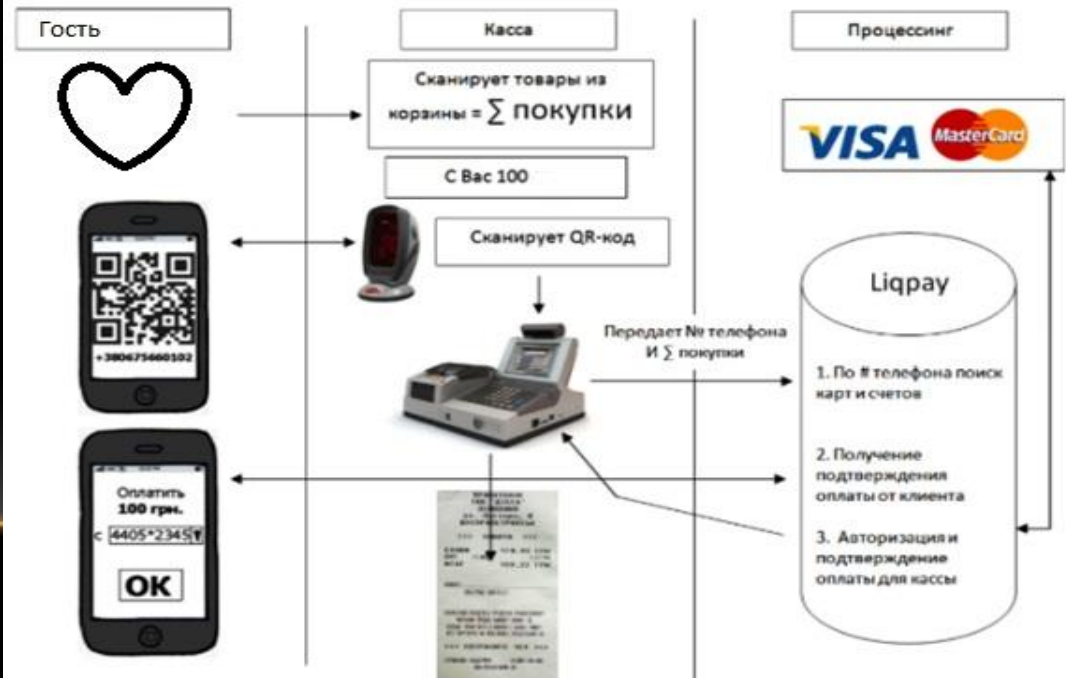 Гость
Касса
Процессинг
Сканирует товары из
корзины = ∑ ПОКУПКИ
VISA MasterCard
С Вас 100
Сканирует QR-код
+380675660102
Liqpay
Передает № телефона
И ∑ покупки
1. По # телефона поиск
карт и счетов
2. Получение
подтверждения
оплаты от клиента
3. Авторизация и
подтверждение
оплаты для кассы
Оплатить
100 грн.
с 4405*2345
OK